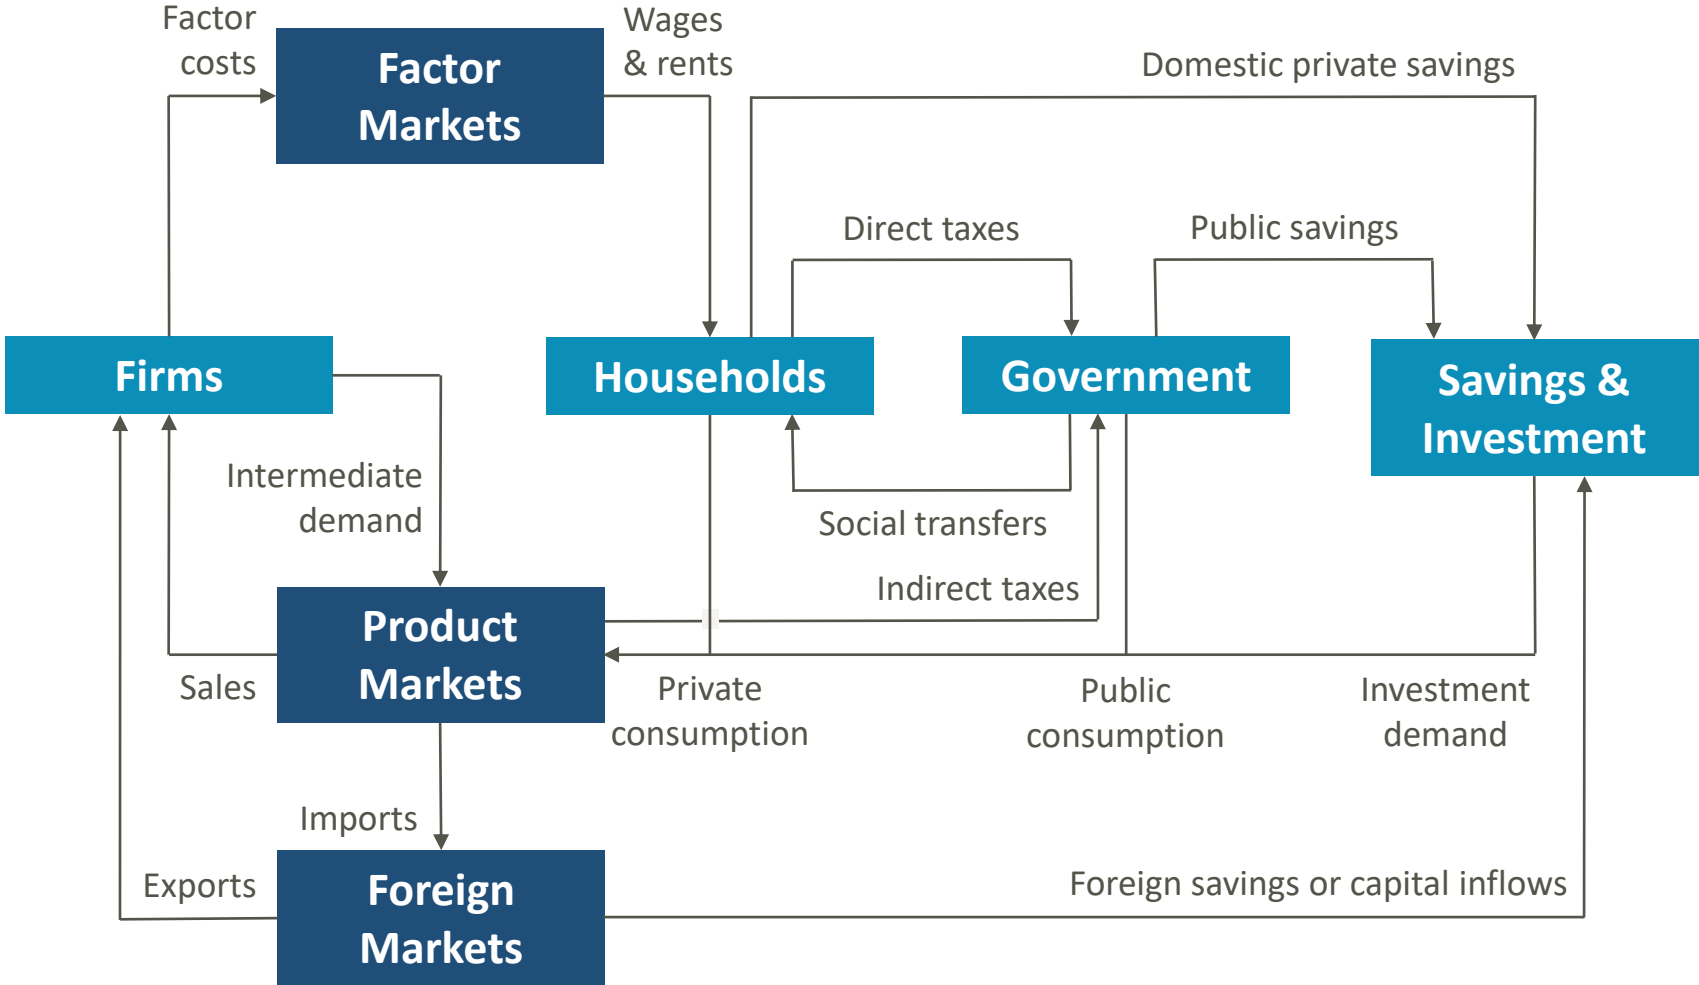 Factor
costs
Factor
Markets
Wages
& rents
Domestic private savings
Direct taxes
Public savings
Firms
Households
Government
Savings &
Investment
Intermediate
demand
Social transfers
Indirect taxes
Product
Markets
Sales
Private
consumption
Public
consumption
Investment
demand
Imports
Exports
Foreign
Markets
Foreign savings or capital inflows